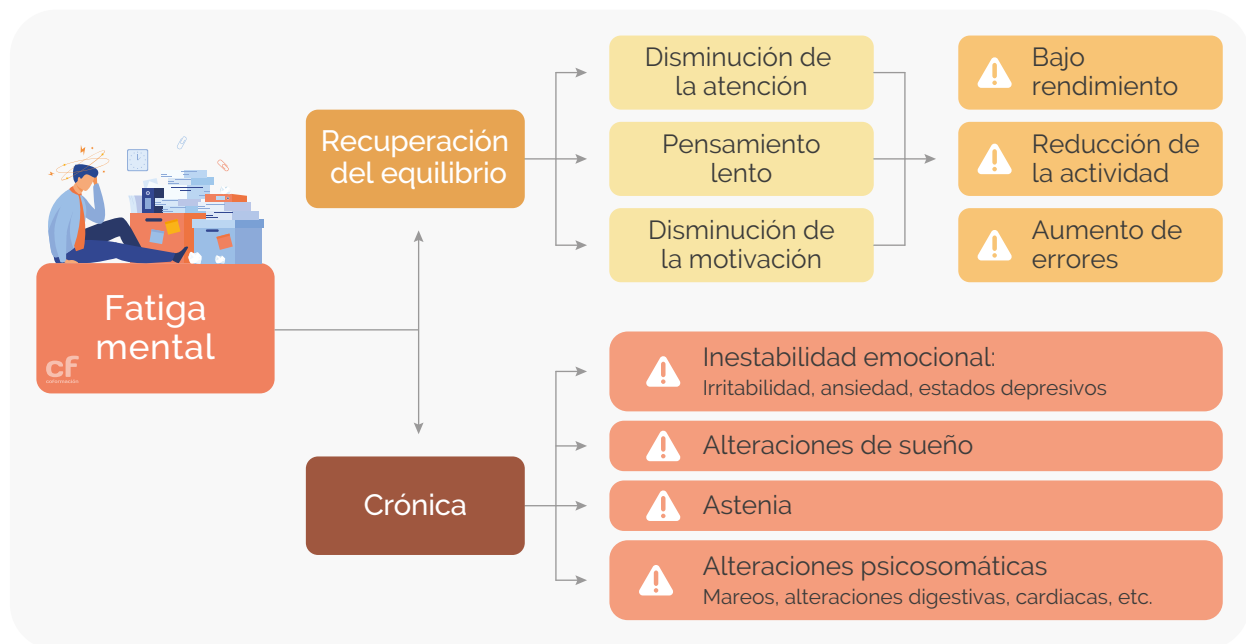 Fatiga
mental
cf
Recuperación
del equilibrio
Disminución de
la atención
Pensamiento
lento
Disminución de
la motivación
Bajo
rendimiento
Reducción de
la actividad
Aumento de
errores
Crónica
Inestabilidad emocional:
Irritabilidad, ansiedad, estados depresivos
Alteraciones de sueño
Astenia
Alteraciones psicosomáticas
Mareos, alteraciones digestivas, cardiacas, etc.